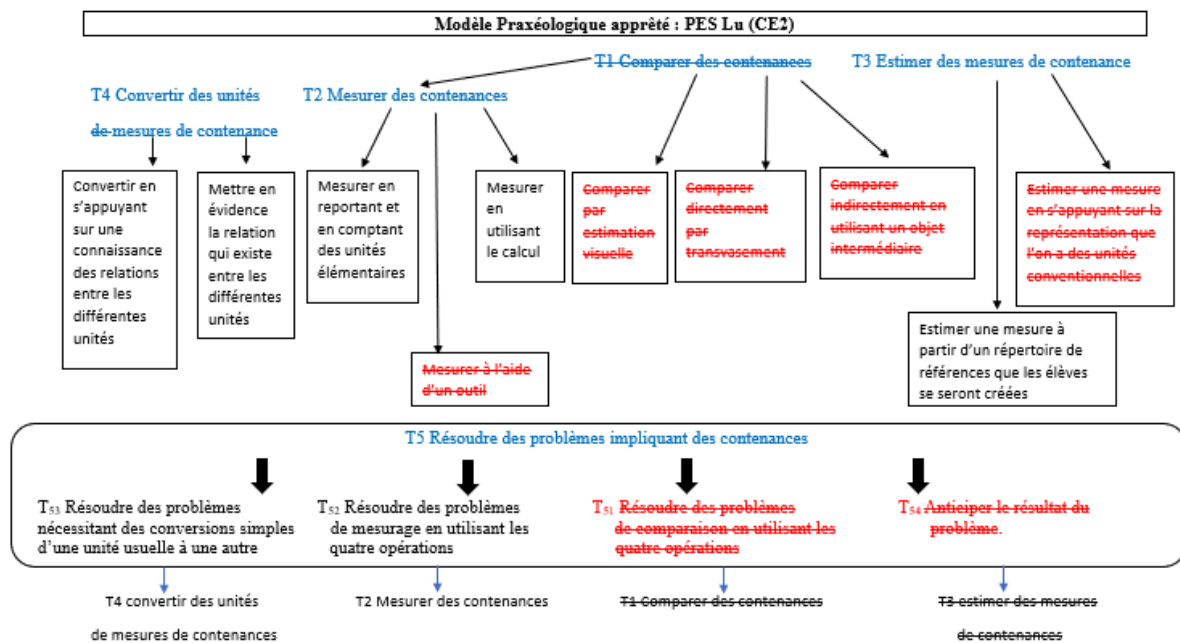 Modèle Praxéologique apprêté : PES Lu (CE2)
T1 Comparer des contenances
T3 Estimer des mesures de contenance
T4 Convertir des unités
de mesures de contenance
T2 Mesurer des contenances
Convertir en
s'appuyant
sur une
connaissance
des relations
entre les
différentes
unités
Mettre en
évidence
la relation
qui existe
entre les
différentes
unités
Mesurer en
reportant et
en comptant
des unités
élémentaires
Mesurer
en
utilisant
le calcul
Comparer
par
estimation
visuelle
Comparer
directement
par
transvasement
Comparer
indirectement en
utilisant un objet
intermédiaire
Estimer une mesure
en s'appuyant sur la
représentation que
l'on a des unités
conventionnelles
Mesurer à l'aide
d'un outil
Estimer une mesure à
partir d'un répertoire de
références que les élèves
se seront créées
T5 Résoudre des problèmes impliquant des contenances
T53 Résoudre des problèmes
nécessitant des conversions simples
d'une unité usuelle à une autre
T52 Résoudre des problèmes
de mesurage en utilisant les
quatre opérations
T51 Résoudre des problèmes
de comparaison en utilisant les
quatre opérations
T54 Anticiper le résultat du
problème.
T4 convertir des unités
de mesures de contenances
T2 Mesurer des contenances
T1 Comparer des contenances
T3 estimer des mesures
de contenances